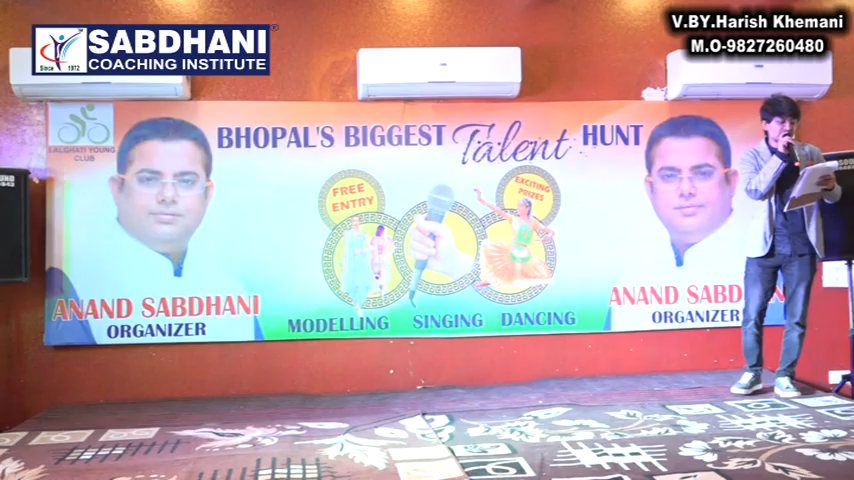 SABDHANI
COACHING INSTITUTE
Since 1972
V.BY.Harish Khemani
M.O-9827260480
LALGHATI YOUNG
CLUB
BHOPAL'S BIGGEST Talent HUNT
FREE
ENTRY
EXCITING
PRIZES
ANAND SABDHANI
ORGANIZER
MODELLING SINGING DANCING
ANAND SABD
ORGANIZER